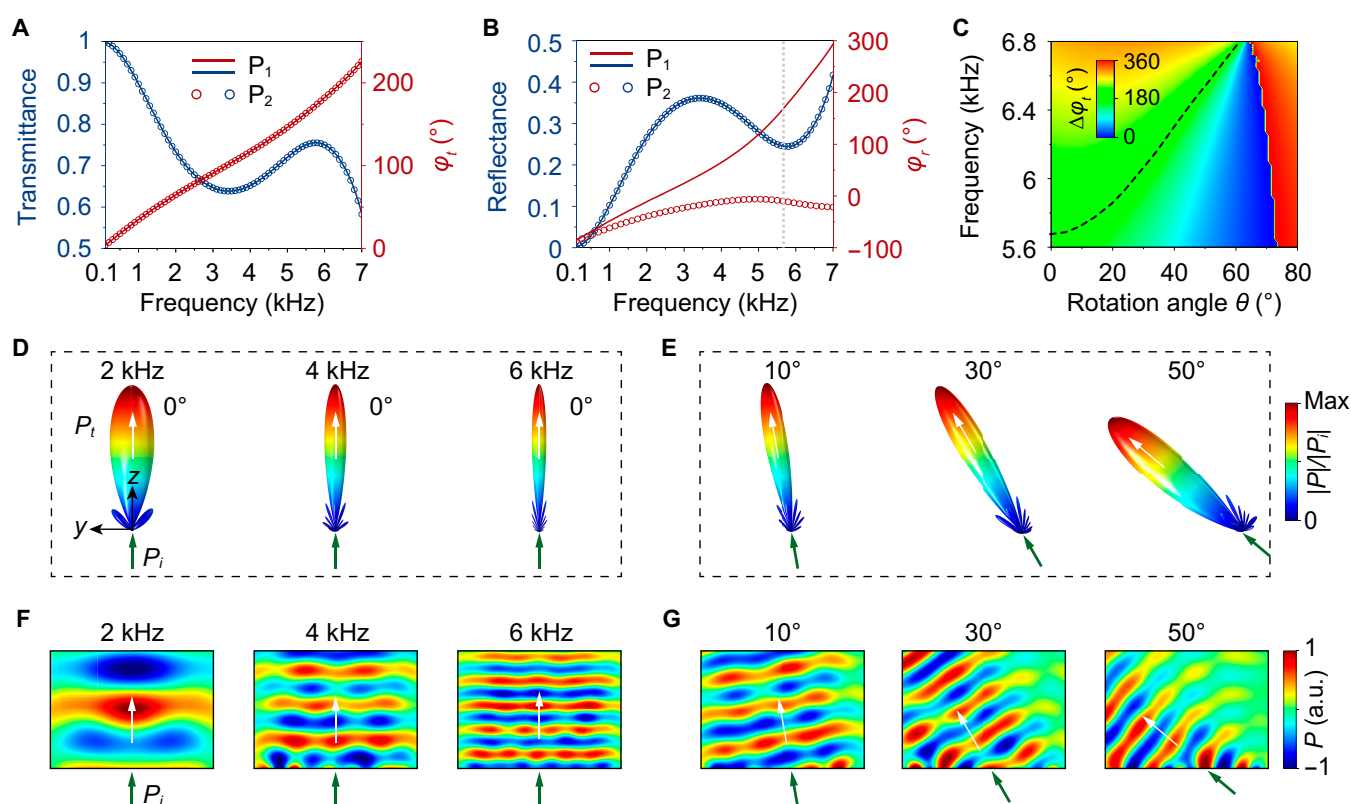 A
Transmittance
1
0.9
0.8
0.7
0.6
0.5
P1
P2
200
100
0
φt (°)
0.1 1 2 3 4 5 6 7
Frequency (kHz)
B
Reflectance
0.5
0.4
0.3
0.2
0.1
0
P1
P2
300
200
100
0
−100
φr (°)
0.1 1 2 3 4 5 6 7
Frequency (kHz)
C
Frequency (kHz)
6.8
6.4
6
5.6
Δφt (°)
360
180
0
0 20 40 60 80
Rotation angle θ (°)
D
2 kHz 4 kHz 6 kHz
0° 0° 0°
Pt
z
y
Pi
E
10° 30° 50°
Max
0
|P|/|Pi|
F
2 kHz 4 kHz 6 kHz
Pi
G
10° 30° 50°
1
−1
P (a.u.)